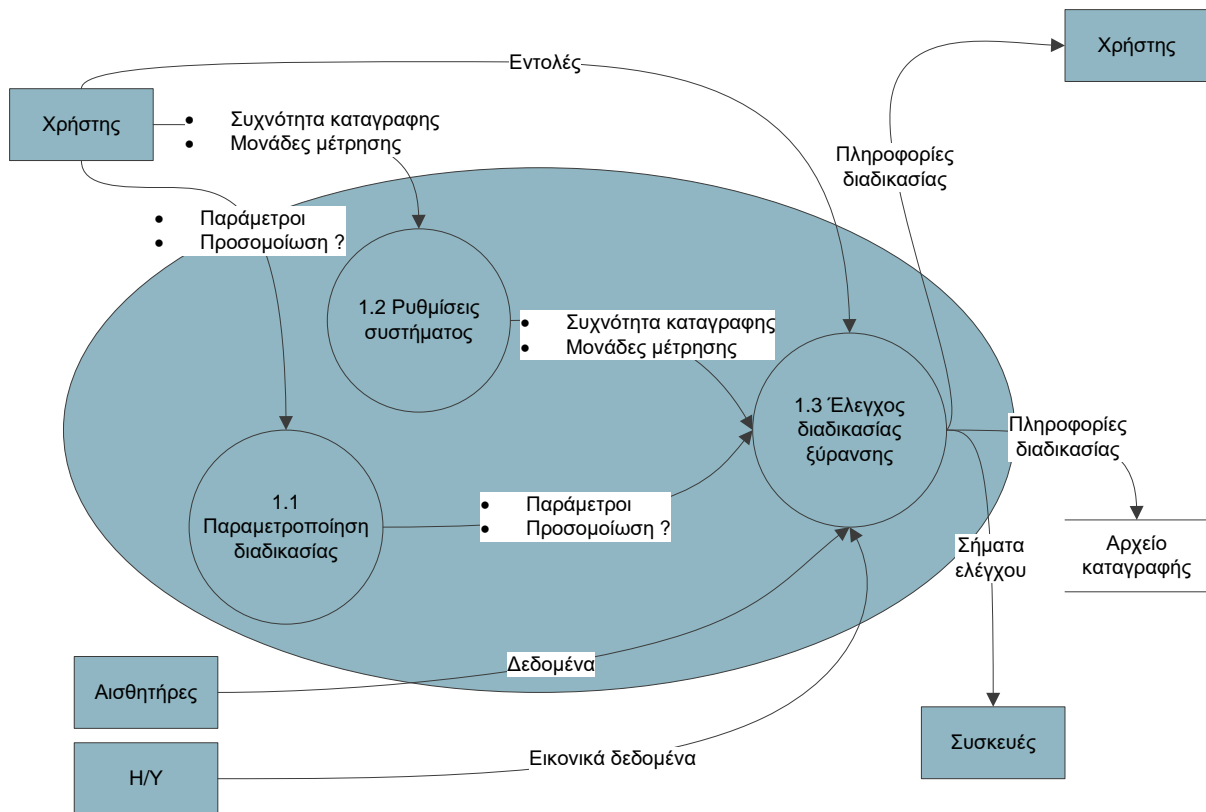 Χρήστης
Εντολές
Χρήστης
• Συχνότητα καταγραφης
• Μονάδες μέτρησης
Πληροφορίες
διαδικασίας
• Παράμετροι
• Προσομοίωση ?
1.2 Ρυθμίσεις
συστήματος
• Συχνότητα καταγραφης
• Μονάδες μέτρησης
1.3 Έλεγχος
διαδικασίας
ξύρανσης
Πληροφορίες
διαδικασίας
1.1
Παραμετροποίηση
διαδικασίας
• Παράμετροι
• Προσομοίωση ?
Σήματα
ελέγχου
Αρχείο
καταγραφής
Δεδομένα
Αισθητήρες
Εικονικά δεδομένα
Συσκευές
Η/Υ